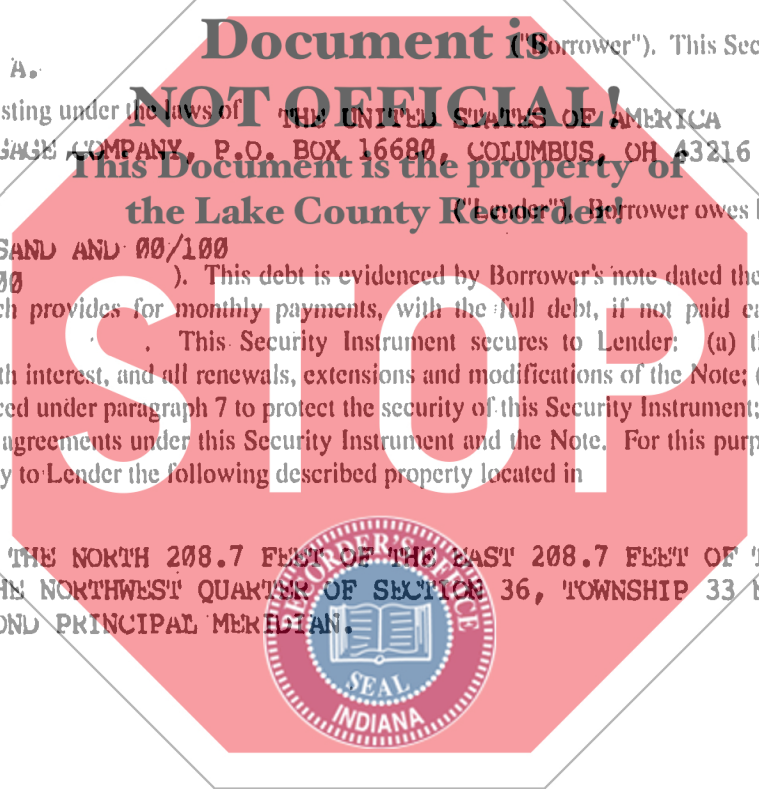 Document is
("Borrower"). This Sec
A.
NOT OFFICIAL!
sting under the laws of THE UNITED STATES OF AMERICA
GAGE COMPANY, P.O. BOX 16680, COLUMBUS, OH 43216
This Document is the property of
the Lake County Recorder!
("Lender"). Borrower owes
SAND AND 00/100
00 ). This debt is evidenced by Borrower's note dated the
ch provides for monthly payments, with the full debt, if not paid ea
. This Security Instrument secures to Lender: (a) th
th interest, and all renewals, extensions and modifications of the Note; (
ced under paragraph 7 to protect the security of this Security Instrument;
agreements under this Security Instrument and the Note. For this purp
y to Lender the following described property located in
STOP
THE NORTH 208.7 FEET OF THE EAST 208.7 FEET OF T
HE NORTHWEST QUARTER OF SECTION 36, TOWNSHIP 33
OND PRINCIPAL MERIDIAN.
RECORDER'S OFFICE
SEAL
INDIANA